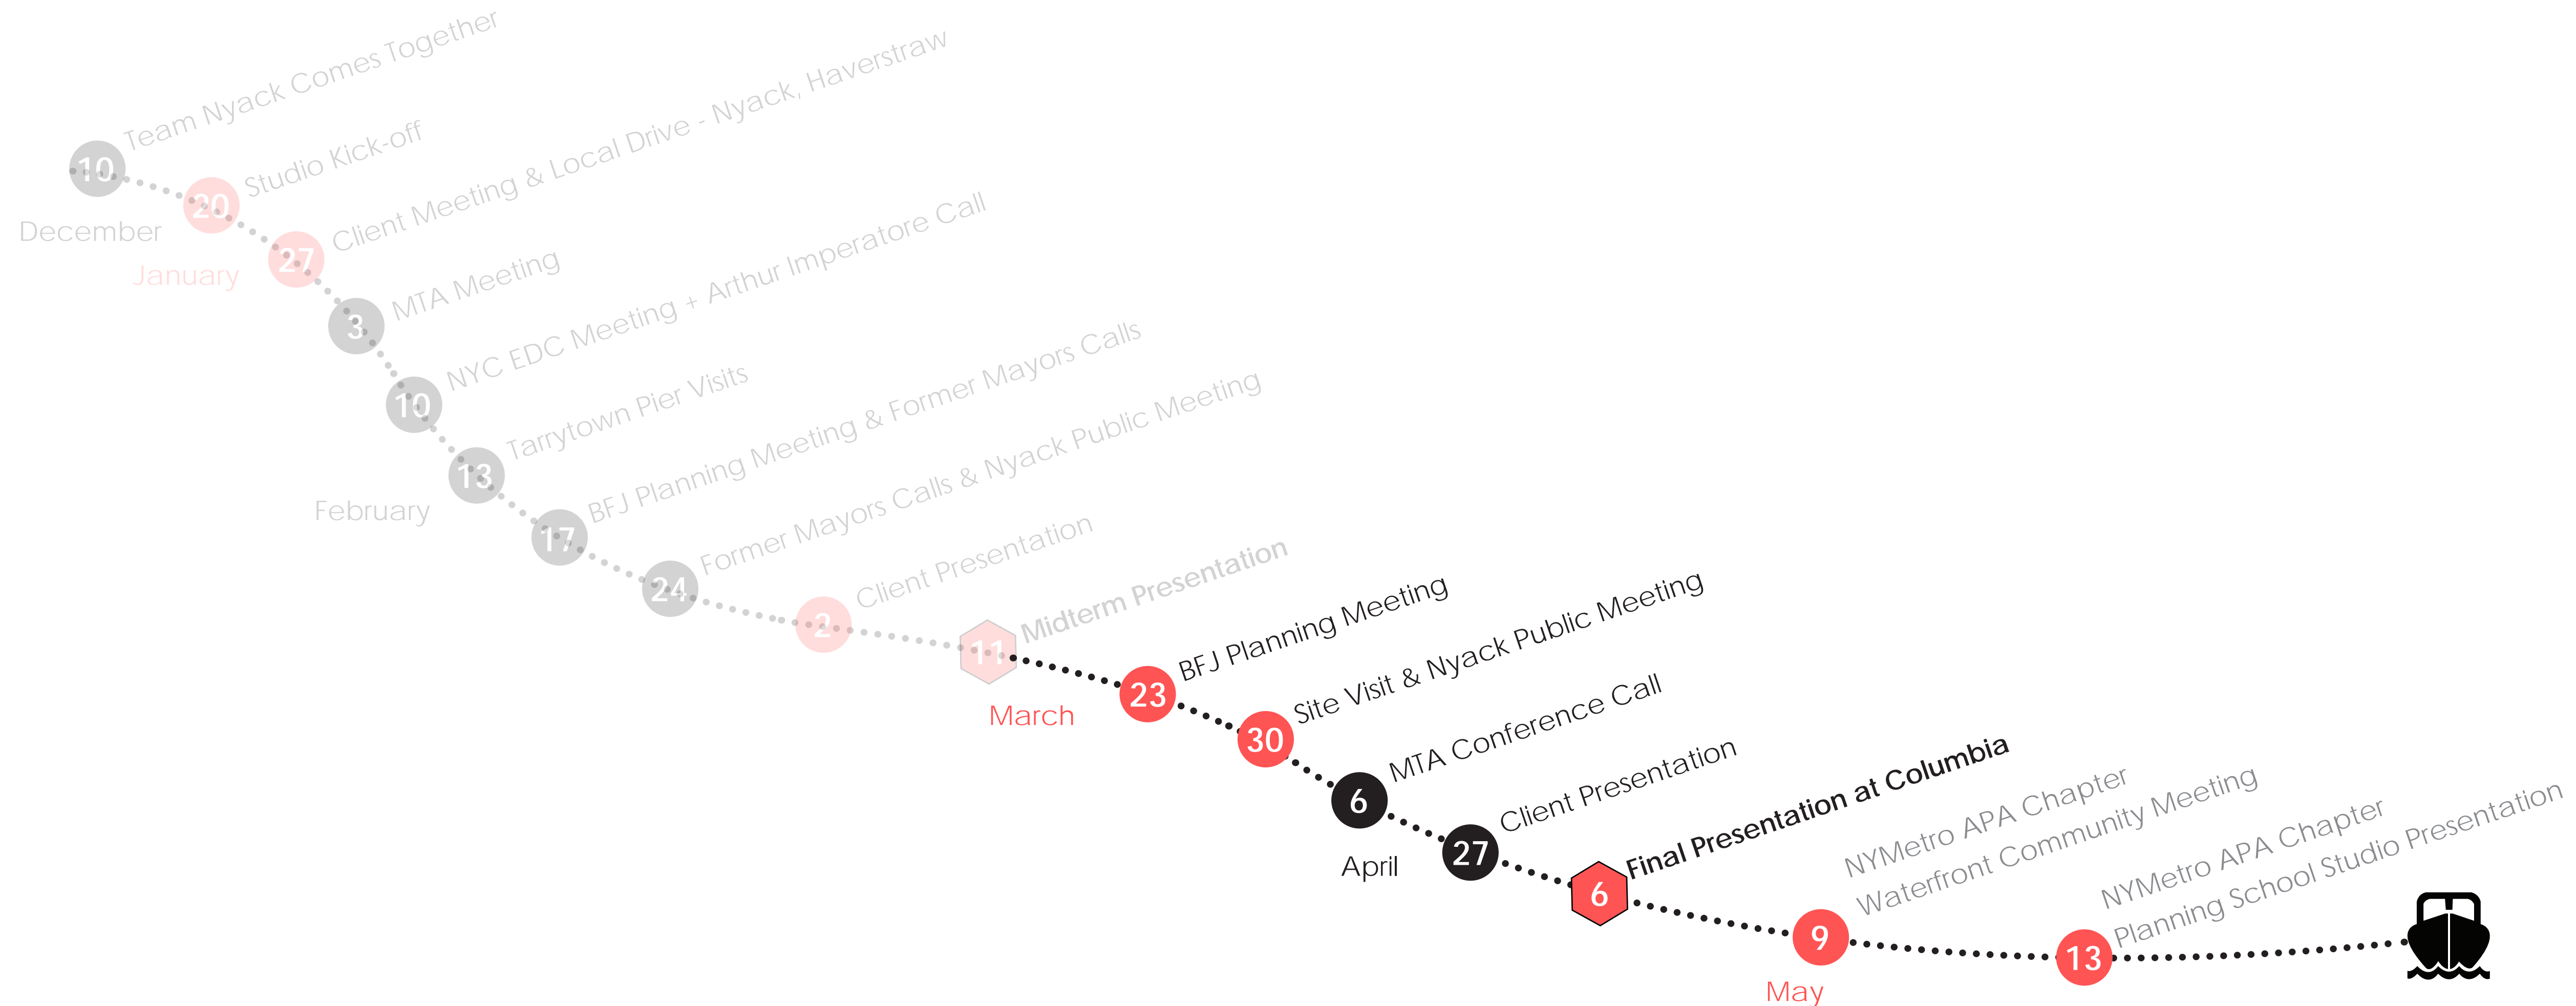 10 Team Nyack Comes Together
December
20 Studio Kick-off
January
27 Client Meeting & Local Drive - Nyack, Haverstraw
3 MTA Meeting
10 NYC EDC Meeting + Arthur Imperatore Call
13 Tarrytown Pier Visits
February
17 BFJ Planning Meeting & Former Mayors Calls
24 Former Mayors Calls & Nyack Public Meeting
2 Client Presentation
11 Midterm Presentation
March
23 BFJ Planning Meeting
30 Site Visit & Nyack Public Meeting
6 MTA Conference Call
April
27 Client Presentation
6 Final Presentation at Columbia
9 NYMetro APA Chapter
Waterfront Community Meeting
May
13 NYMetro APA Chapter
Planning School Studio Presentation